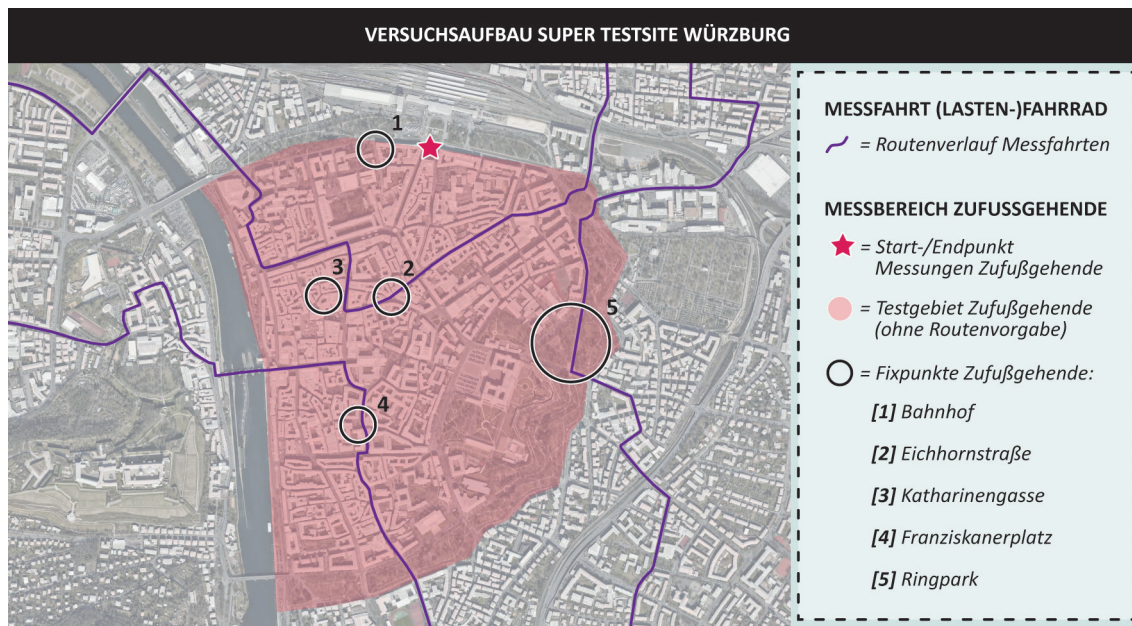 VERSUCHSAUFBAU SUPER TESTSITE WÜRZBURG
1
2
3
4
5
MESSFAHRT (LASTEN-)FAHRRAD
= Routenverlauf Messfahrten
MESSBEREICH ZUFUSSGEHENDE
= Start-/Endpunkt
Messungen Zufußgehende
= Testgebiet Zufußgehende
(ohne Routenvorgabe)
= Fixpunkte Zufußgehende:
[1] Bahnhof
[2] Eichhornstraße
[3] Katharinengasse
[4] Franziskanerplatz
[5] Ringpark